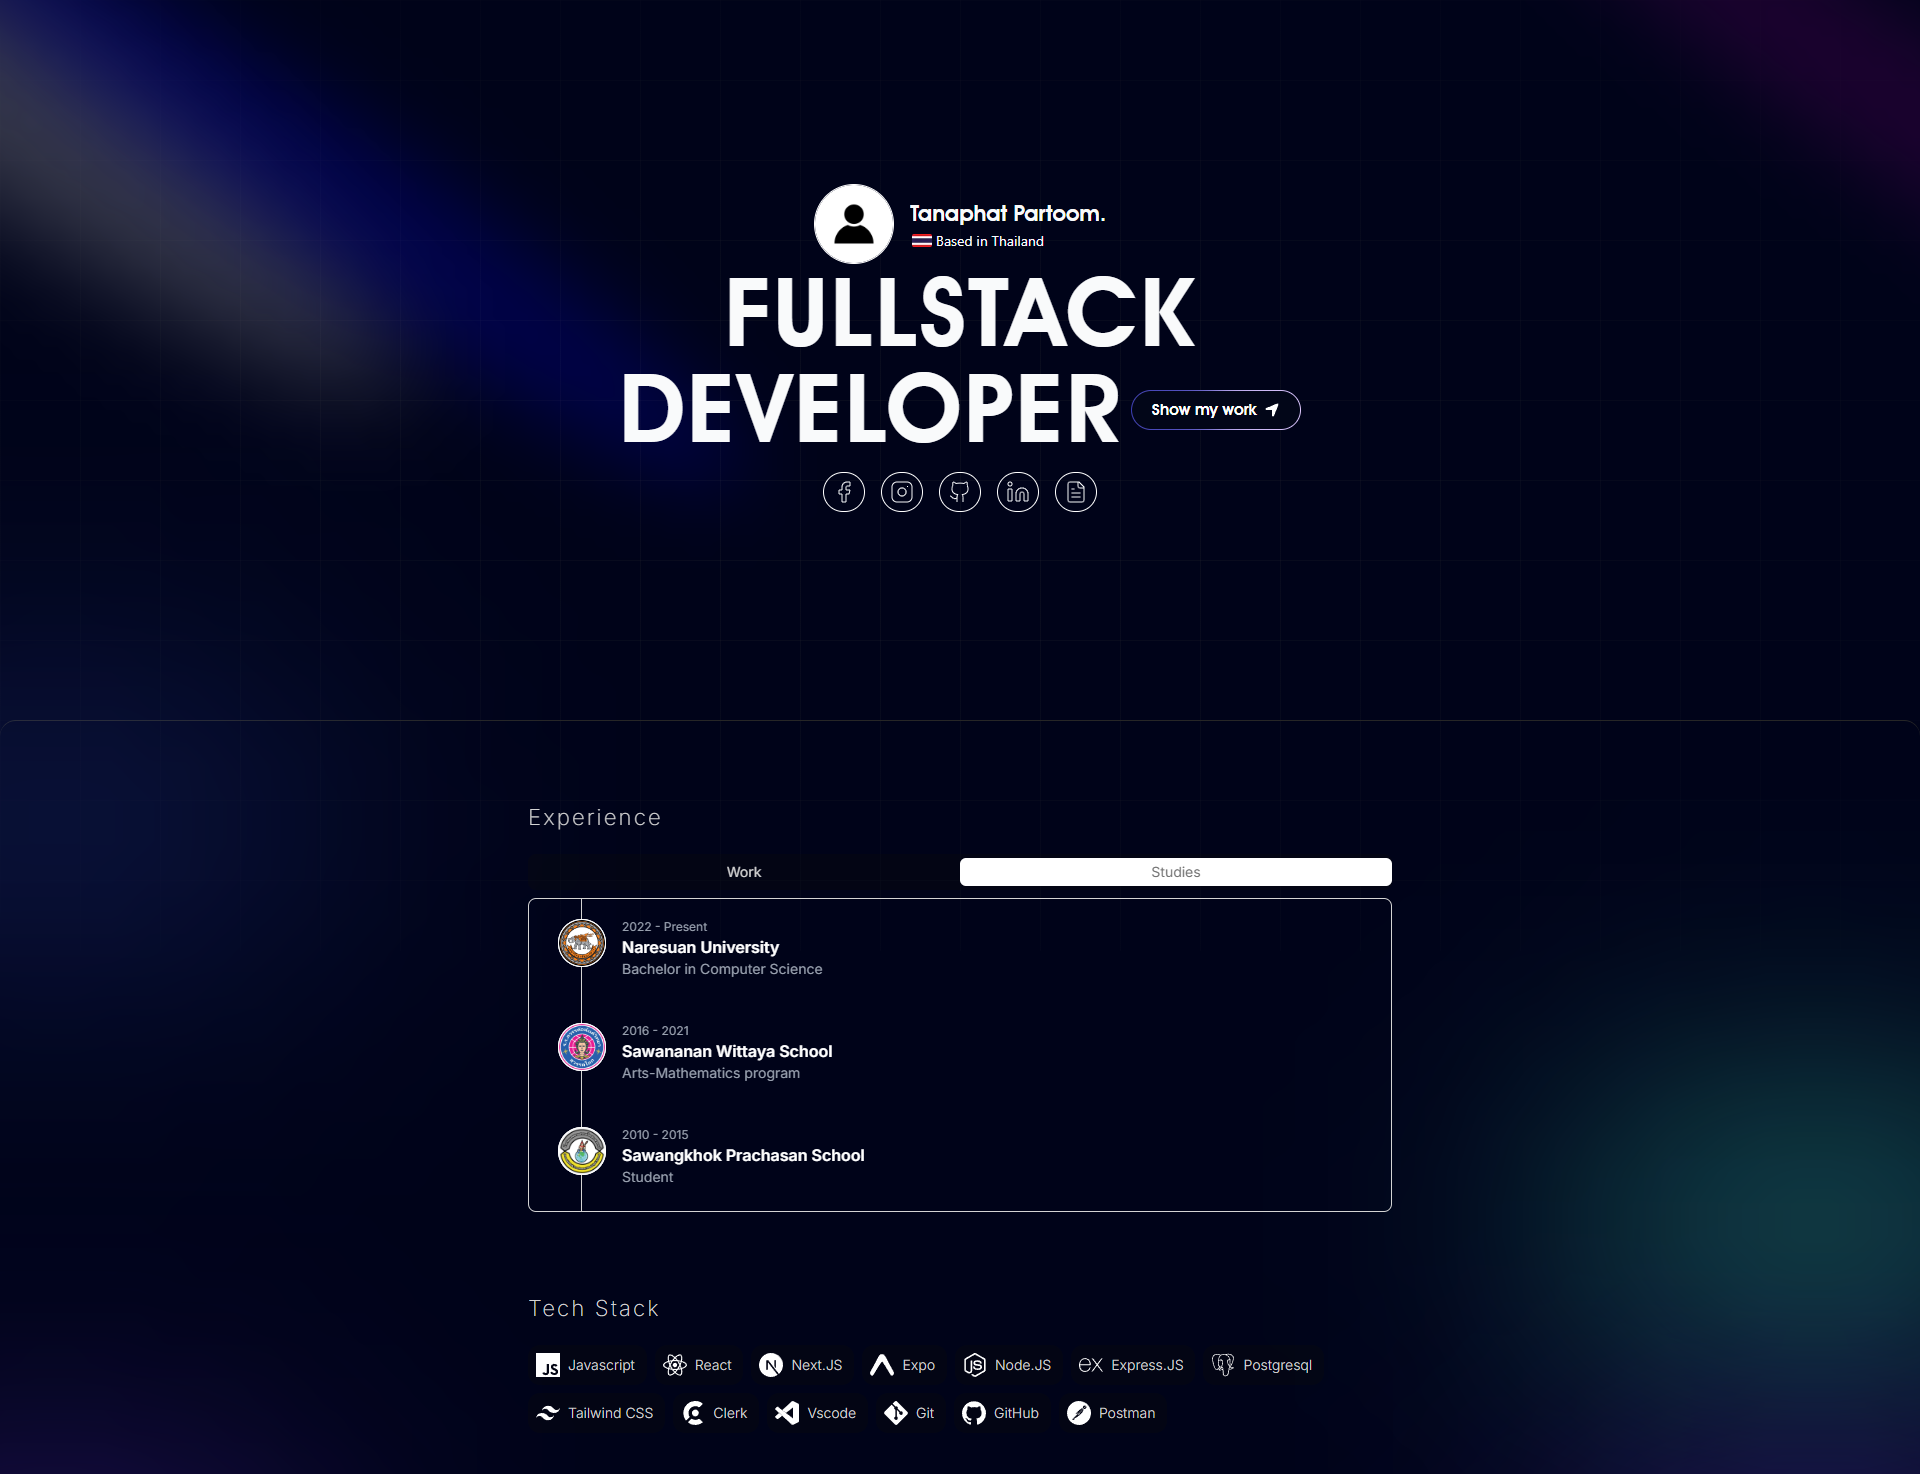 Tanaphat Partoom.
Based in Thailand
FULLSTACK
DEVELOPER
Show my work
Experience
Work
Studies
2022 - Present
Naresuan University
Bachelor in Computer Science
2016 - 2021
Sawananan Wittaya School
Arts-Mathematics program
2010 - 2015
Sawangkhok Prachasan School
Student
Tech Stack
JS Javascript React N Next.JS Expo JS Node.JS ex Express.JS Postgresql
Tailwind CSS Clerk Vscode Git GitHub Postman